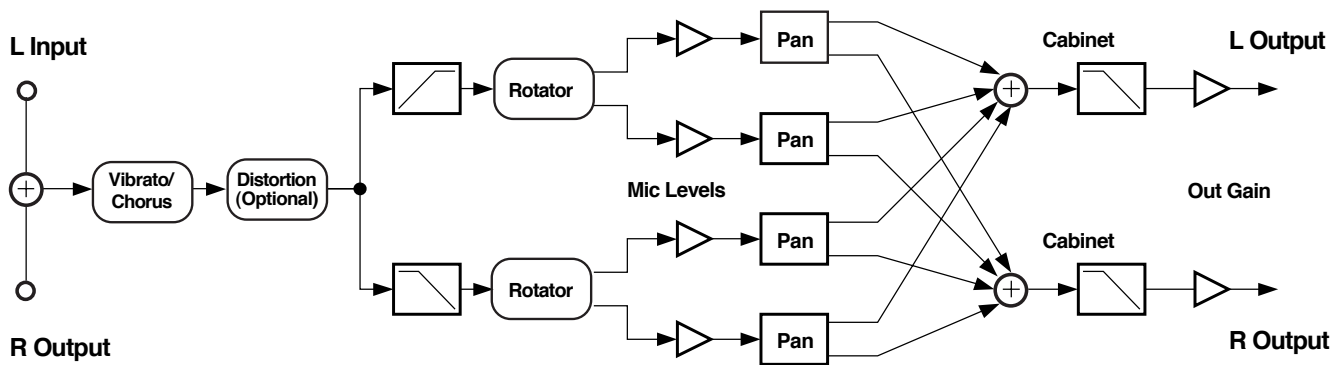 L Input
Cabinet
L Output
Pan
Rotator
Pan
+
+
Vibrato/
Chorus
Distortion
(Optional)
Mic Levels
Out Gain
Pan
Cabinet
Rotator
+
Pan
R Output
R Output